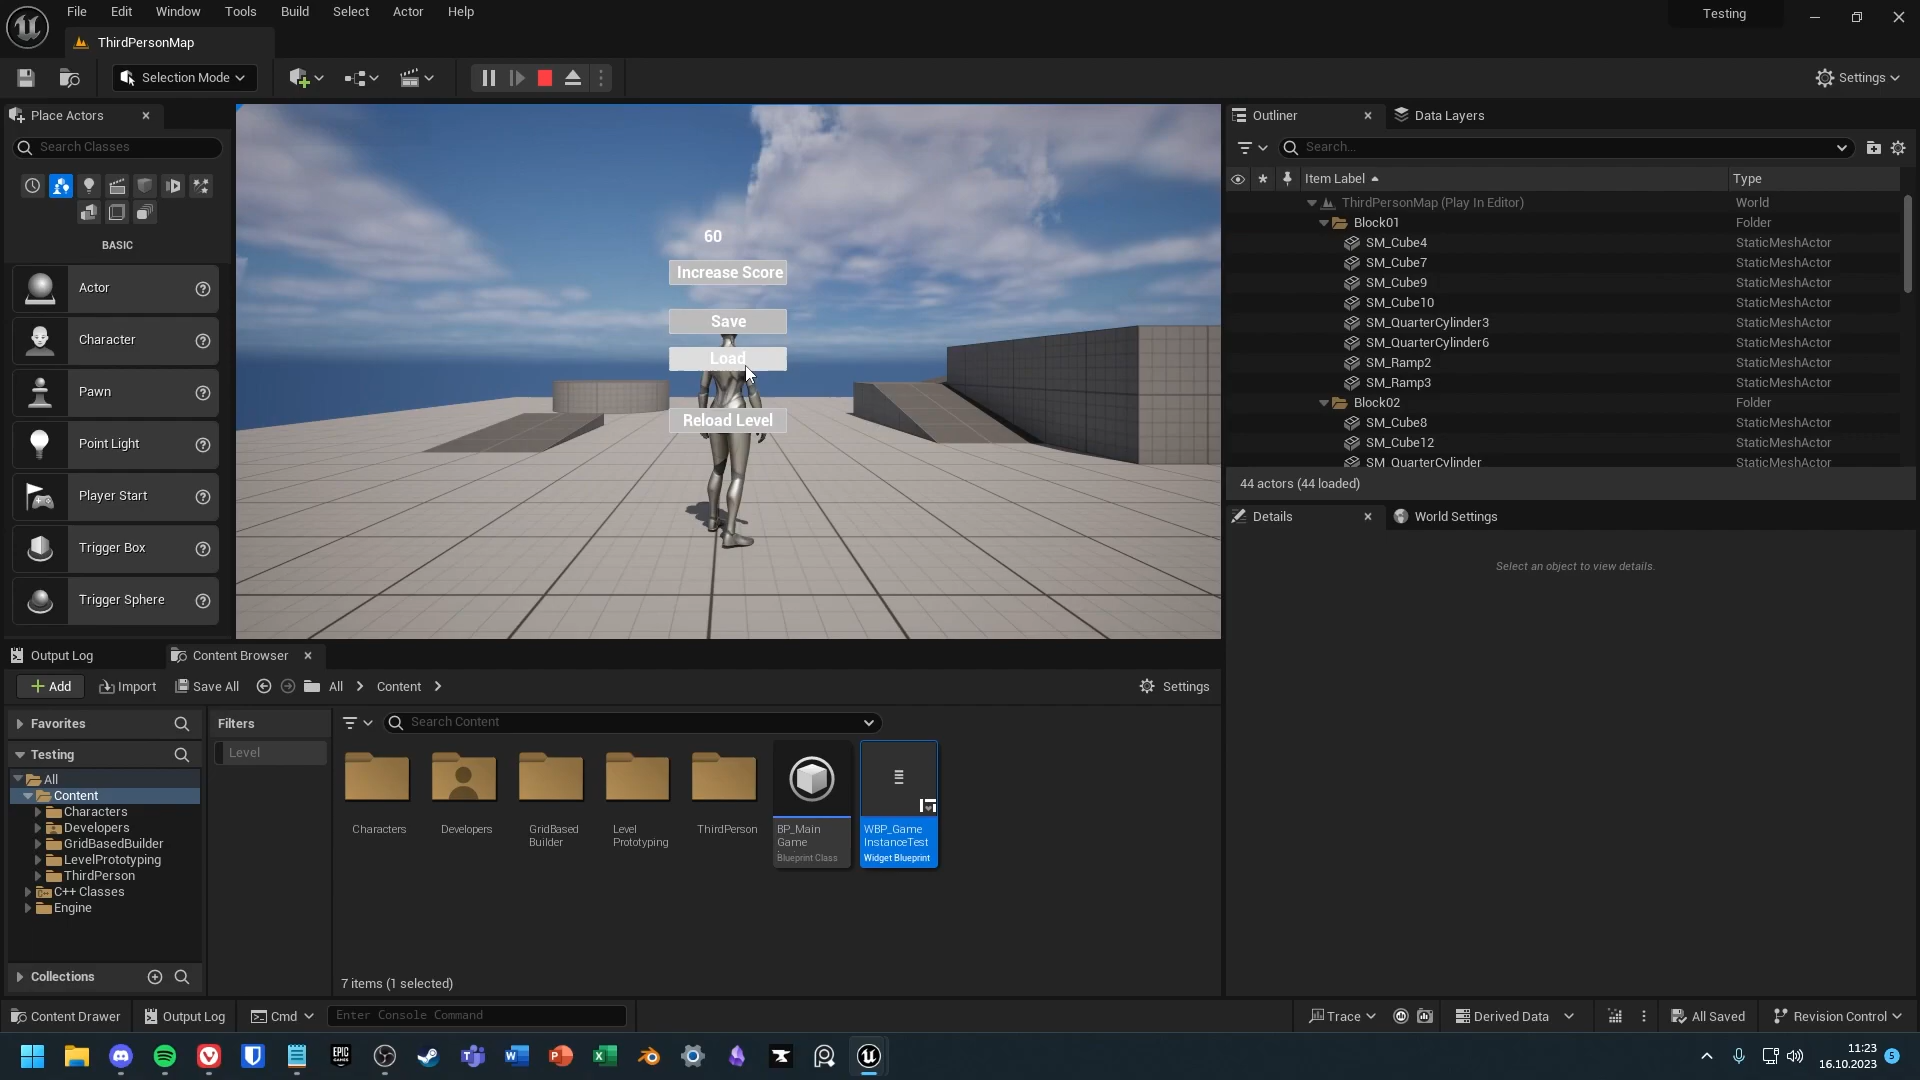 File Edit Window Tools Build Select Actor Help
Testing
ThirdPersonMap
Selection Mode
Settings
Place Actors
Search Classes
BASIC
Actor
Character
Pawn
Point Light
Player Start
Trigger Box
Trigger Sphere
60
Increase Score
Save
Load
Reload Level
Outliner
Data Layers
Search...
Item Label
Type
ThirdPersonMap (Play In Editor) World
Block01 Folder
SM_Cube4 StaticMeshActor
SM_Cube7 StaticMeshActor
SM_Cube9 StaticMeshActor
SM_Cube10 StaticMeshActor
SM_QuarterCylinder3 StaticMeshActor
SM_QuarterCylinder6 StaticMeshActor
SM_Ramp2 StaticMeshActor
SM_Ramp3 StaticMeshActor
Block02 Folder
SM_Cube8 StaticMeshActor
SM_Cube12 StaticMeshActor
SM_QuarterCylinder StaticMeshActor
44 actors (44 loaded)
Details
World Settings
Select an object to view details.
Output Log
Content Browser
Add
Import
Save All
All
Content
Settings
Favorites
Testing
All
Content
Characters
Developers
GridBasedBuilder
LevelPrototyping
ThirdPerson
C++ Classes
Engine
Collections
Filters
Level
Search Content
Characters
Developers
GridBased
Builder
Level
Prototyping
ThirdPerson
BP_Main
Game
Blueprint Class
WBP_Game
InstanceTest
Widget Blueprint
7 items (1 selected)
Content Drawer
Output Log
Cmd
Enter Console Command
Trace
Derived Data
All Saved
Revision Control
11:23
16.10.2023
5